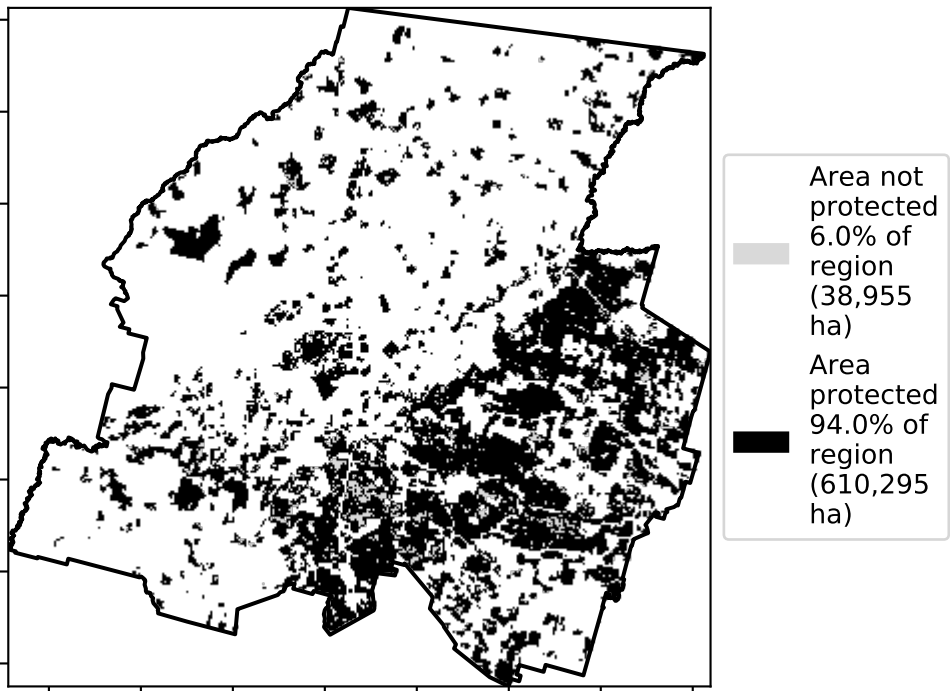 Area not
protected
6.0% of
region
(38,955
ha)
Area
protected
94.0% of
region
(610,295
ha)